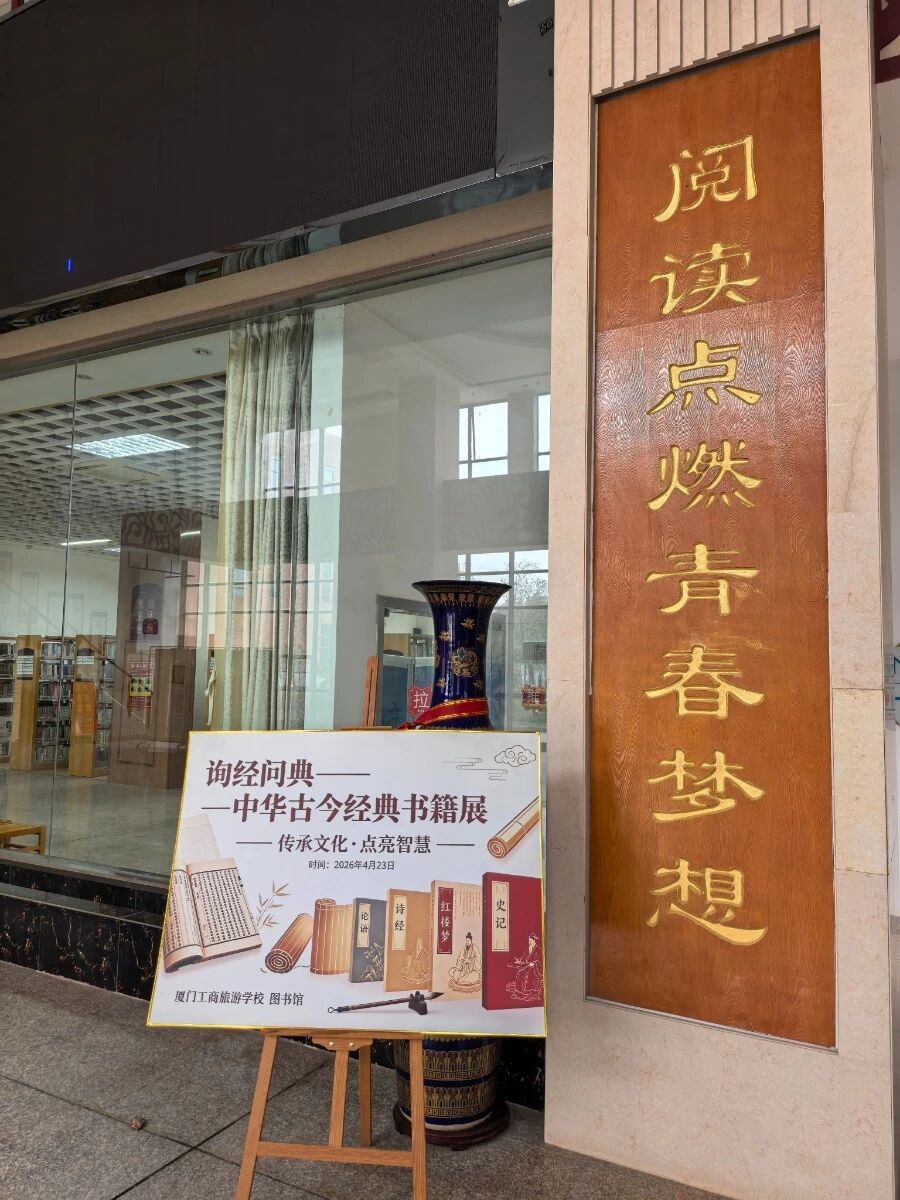 阅读点燃青春梦想
拉
询经问典——
—中华古今经典书籍展
—— 传承文化·点亮智慧 ——
时间：2026年4月23日
论语
诗经
红楼梦
史记
厦门工商旅游学校 图书馆